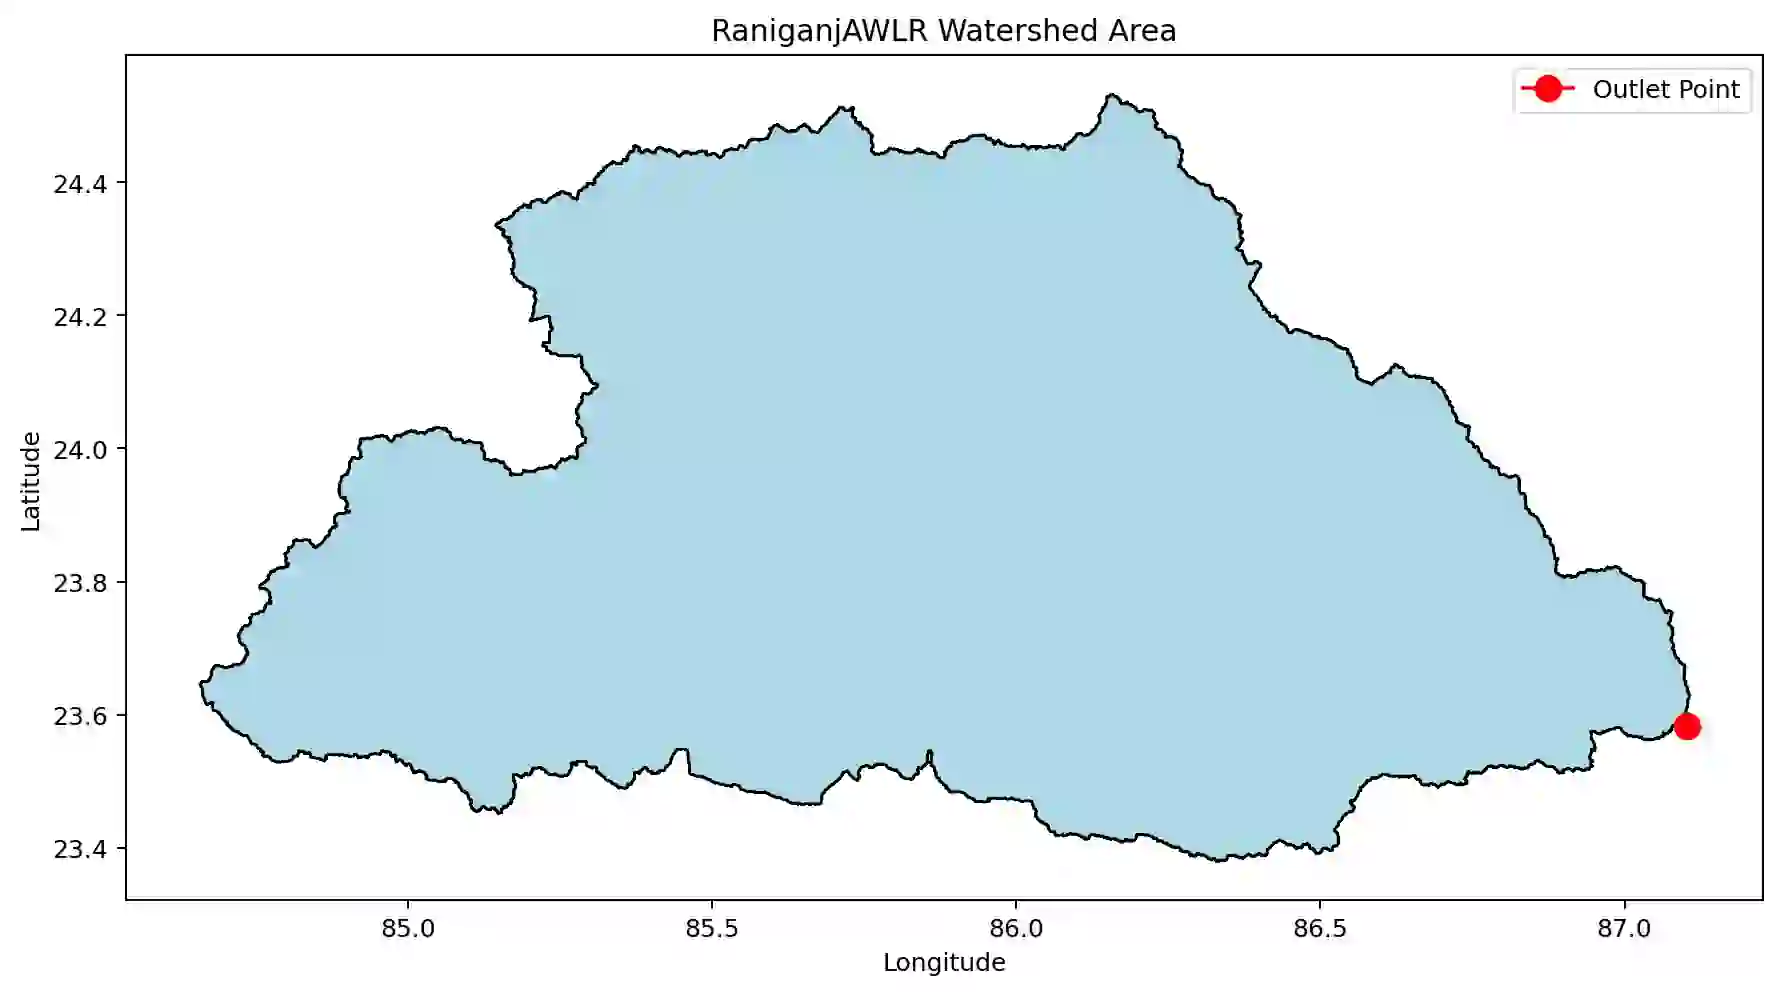 RaniganjAWLR Watershed Area
Outlet Point
24.4
24.2
24.0
23.8
23.6
23.4
Latitude
85.0 85.5 86.0 86.5 87.0
Longitude